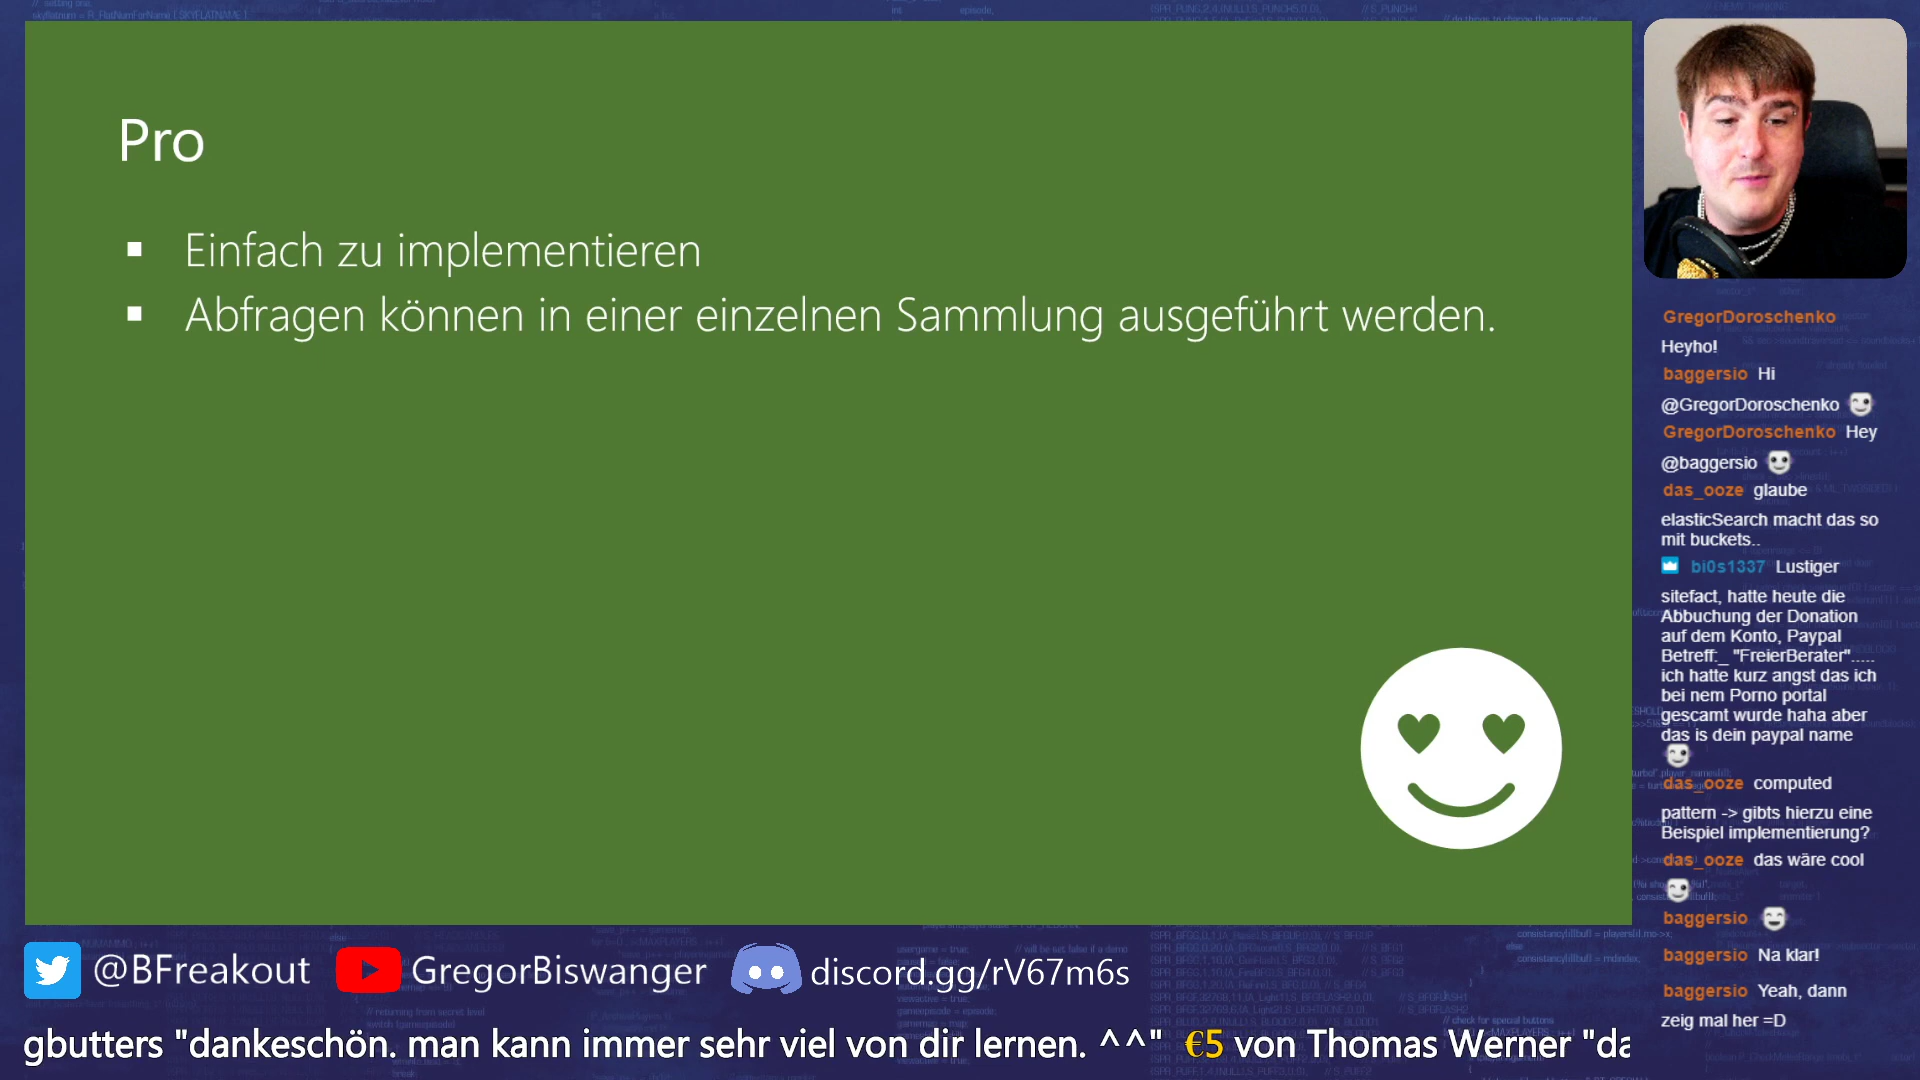 Pro
Einfach zu implementieren
Abfragen können in einer einzelnen Sammlung ausgeführt werden.
GregorDoroschenko
Heyho!
baggersio Hi
@GregorDoroschenko
GregorDoroschenko Hey
@baggersio
das_ooze glaube
elasticSearch macht das so
mit buckets..
bi0s1337 Lustiger
sitefact, hatte heute die
Abbuchung der Donation
auf dem Konto, Paypal
Betreff:_ "FreierBerater".....
ich hatte kurz angst das ich
bei nem Porno portal
gescamt wurde haha aber
das is dein paypal name
das_ooze computed
pattern -> gibts hierzu eine
Beispiel implementierung?
das_ooze das wäre cool
baggersio
baggersio Na klar!
baggersio Yeah, dann
zeig mal her =D
@BFreakout GregorBiswanger discord.gg/rV67m6s
gbutters "dankeschön. man kann immer sehr viel von dir lernen. ^^" €5 von Thomas Werner "da